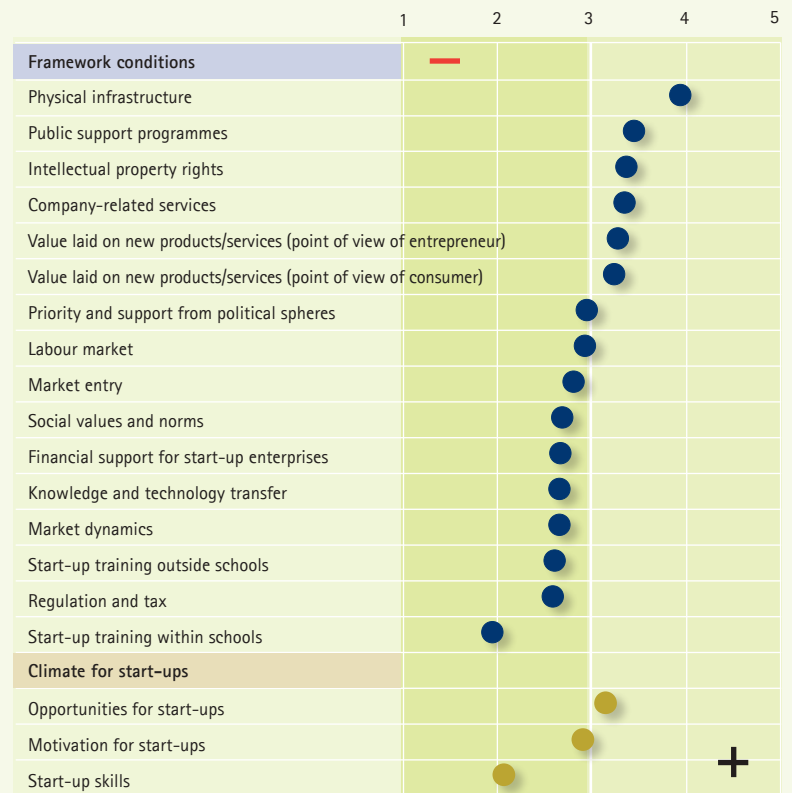 1 2 3 4 5
Framework conditions
Physical infrastructure
Public support programmes
Intellectual property rights
Company-related services
Value laid on new products/services (point of view of entrepreneur)
Value laid on new products/services (point of view of consumer)
Priority and support from political spheres
Labour market
Market entry
Social values and norms
Financial support for start-up enterprises
Knowledge and technology transfer
Market dynamics
Start-up training outside schools
Regulation and tax
Start-up training within schools
Climate for start-ups
Opportunities for start-ups
Motivation for start-ups
Start-up skills